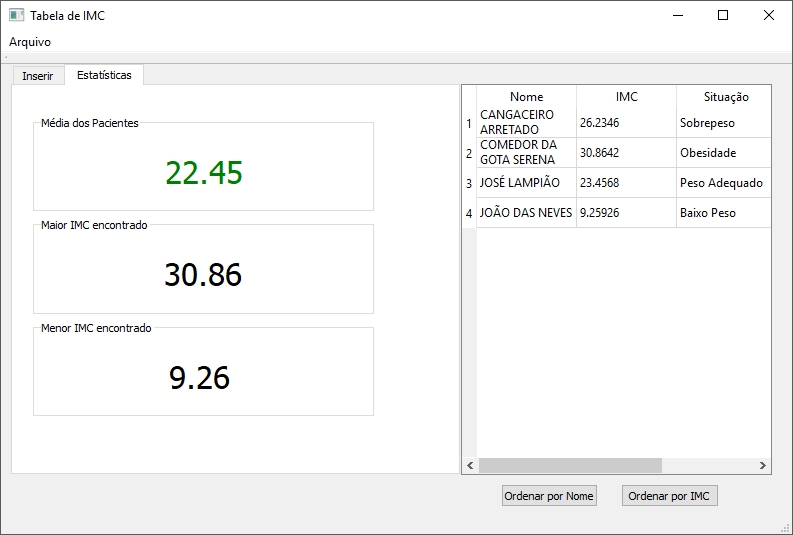 Tabela de IMC
Arquivo
Inserir Estatísticas
Média dos Pacientes
22.45
Maior IMC encontrado
30.86
Menor IMC encontrado
9.26
Nome IMC Situação
1 CANGACEIRO ARRETADO 26.2346 Sobrepeso
2 COMEDOR DA GOTA SERENA 30.8642 Obesidade
3 JOSÉ LAMPIÃO 23.4568 Peso Adequado
4 JOÃO DAS NEVES 9.25926 Baixo Peso
Ordenar por Nome Ordenar por IMC